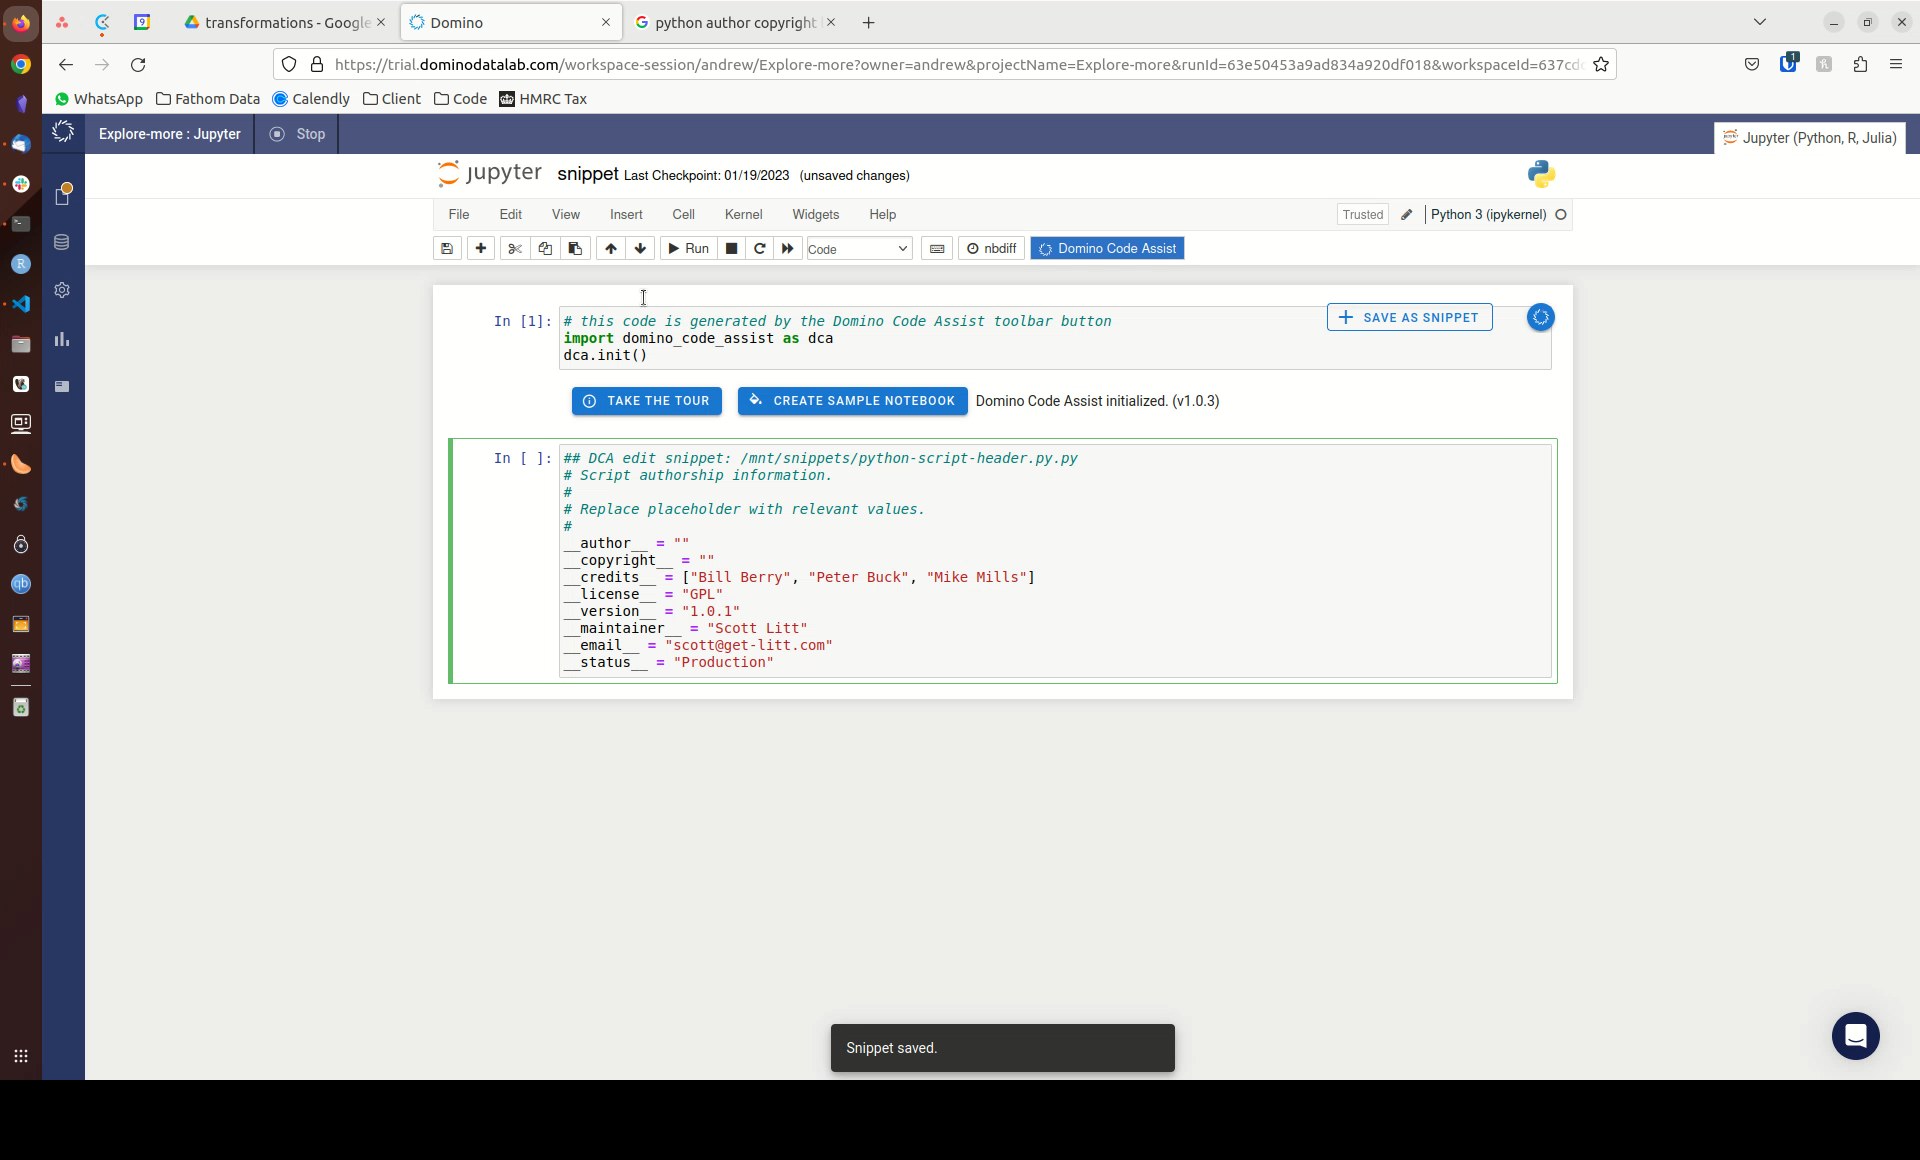 transformations - Google
Domino
python author copyright
https://trial.dominodatalab.com/workspace-session/andrew/Explore-more?owner=andrew&projectName=Explore-more&runId=63e50453a9ad834a920df018&workspaceId=637cd
1
WhatsApp Fathom Data Calendly Client Code HMRC Tax
Explore-more : Jupyter Stop
Jupyter (Python, R, Julia)
jupyter snippet Last Checkpoint: 01/19/2023 (unsaved changes)
File Edit View Insert Cell Kernel Widgets Help
Trusted Python 3 (ipykernel)
Run Code nbdiff Domino Code Assist
SAVE AS SNIPPET
In [1]: # this code is generated by the Domino Code Assist toolbar button
import domino_code_assist as dca
dca.init()
TAKE THE TOUR CREATE SAMPLE NOTEBOOK Domino Code Assist initialized. (v1.0.3)
In [ ]: ## DCA edit snippet: /mnt/snippets/python-script-header.py.py
# Script authorship information.
#
# Replace placeholder with relevant values.
#
__author__ = ""
__copyright__ = ""
__credits__ = ["Bill Berry", "Peter Buck", "Mike Mills"]
__license__ = "GPL"
__version__ = "1.0.1"
__maintainer__ = "Scott Litt"
__email__ = "scott@get-litt.com"
__status__ = "Production"
Snippet saved.